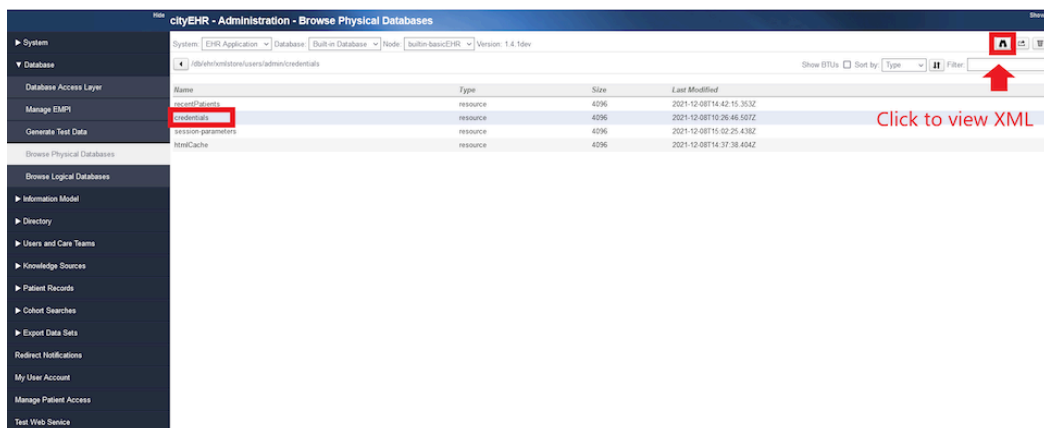 Hide
cityEHR - Administration - Browse Physical Databases
Show
▶ System
System: EHR Application Database: Built-in Database Node: builtin-basicEHR Version: 1.4.1dev
▼ Database
/db/ehr/xmlstore/users/admin/credentials
Show BTUs Sort by: Type Filter:
Database Access Layer
Name Type Size Last Modified
Manage EMPI
recentPatients resource 4096 2021-12-08T14:42:15.353Z
credentials resource 4096 2021-12-08T10:26:46.507Z
Click to view XML
Generate Test Data
session-parameters resource 4096 2021-12-08T15:02:25.438Z
htmlCache resource 4096 2021-12-08T14:37:38.404Z
Browse Physical Databases
Browse Logical Databases
▶ Information Model
▶ Directory
▶ Users and Care Teams
▶ Knowledge Sources
▶ Patient Records
▶ Cohort Searches
▶ Export Data Sets
Redirect Notifications
My User Account
Manage Patient Access
Test Web Service